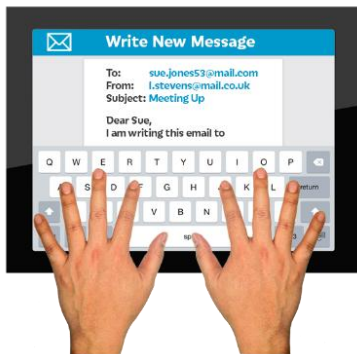 Write New Message
To: sue.jones53@mail.com
From: l.stevens@mail.co.uk
Subject: Meeting Up
Dear Sue,
I am writing this email to
Q W E R T Y U I O P
S D F G H K L return
V B N
sp